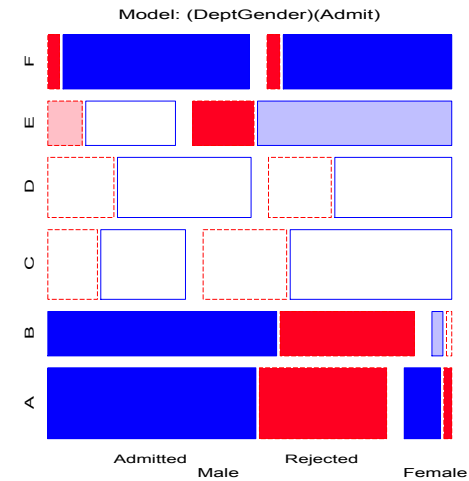 Model: (DeptGender)(Admit)
F
E
D
C
B
A
Admitted
Rejected
Male
Female